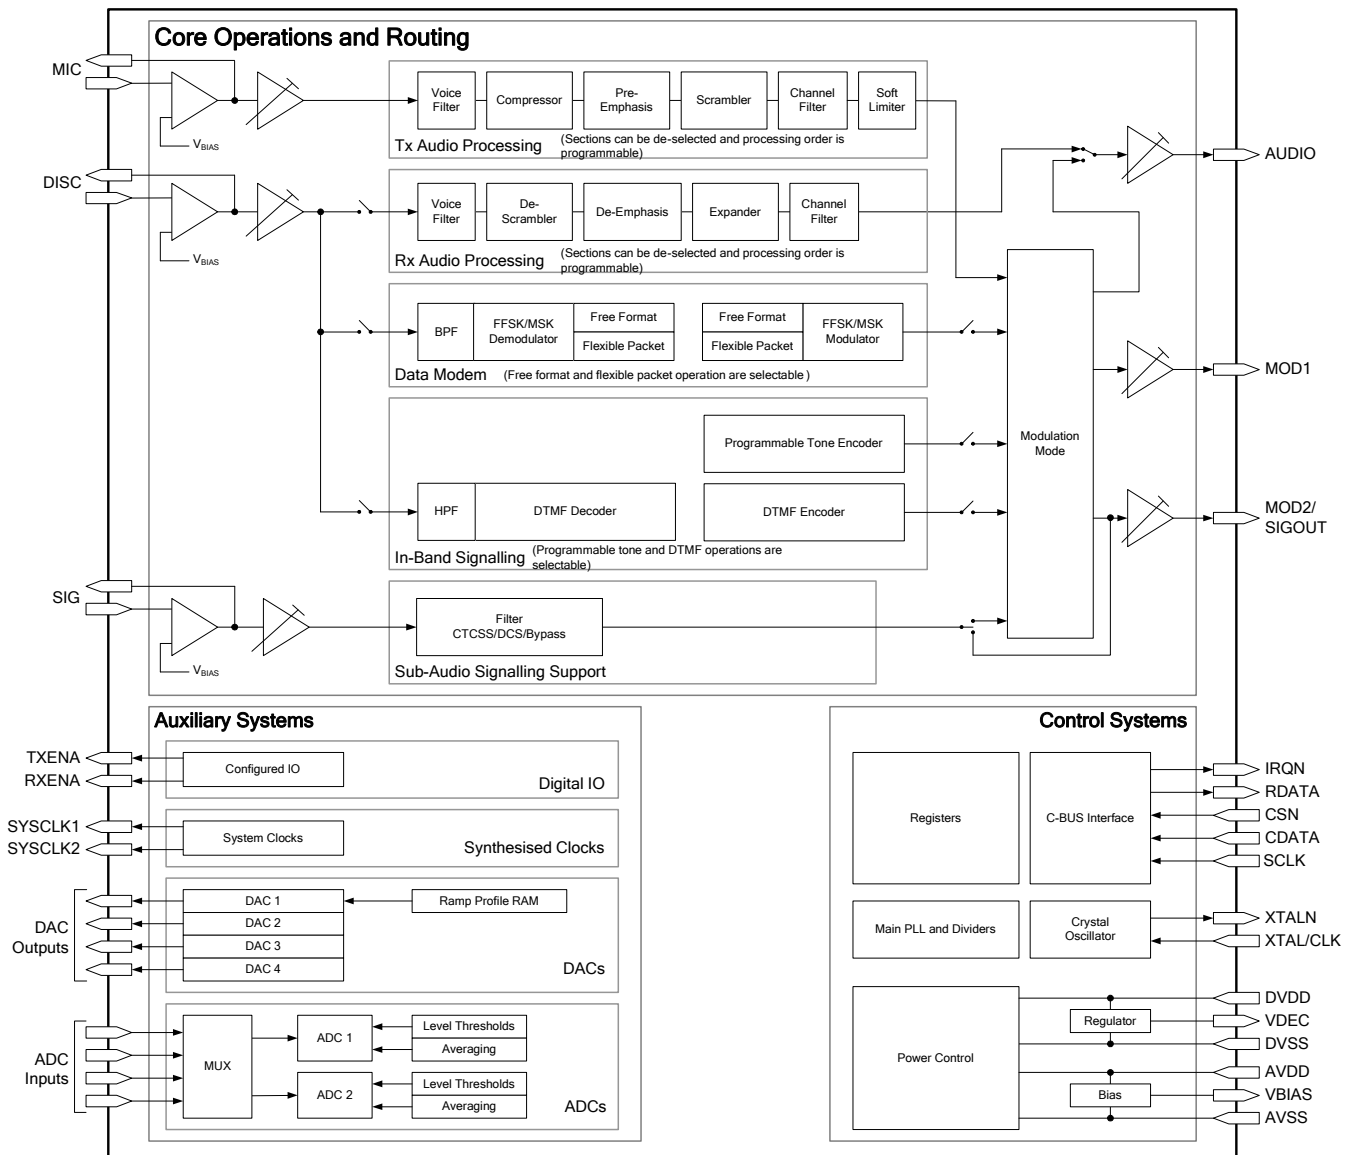 Core Operations and Routing
MIC
V_BIAS
Voice
Filter
Compressor
Pre-
Emphasis
Scrambler
Channel
Filter
Soft
Limiter
Tx Audio Processing
(Sections can be de-selected and processing order is
programmable)
AUDIO
DISC
V_BIAS
Voice
Filter
De-
Scrambler
De-Emphasis
Expander
Channel
Filter
Rx Audio Processing
(Sections can be de-selected and processing order is
programmable)
BPF
FFSK/MSK
Demodulator
Free Format
Flexible Packet
Free Format
Flexible Packet
FFSK/MSK
Modulator
Data Modem
(Free format and flexible packet operation are selectable )
MOD1
Programmable Tone Encoder
Modulation
Mode
HPF
DTMF Decoder
DTMF Encoder
In-Band Signalling
(Programmable tone and DTMF operations are
selectable)
MOD2/
SIGOUT
SIG
V_BIAS
Filter
CTCSS/DCS/Bypass
Sub-Audio Signalling Support
Auxiliary Systems
TXENA
RXENA
Configured IO
Digital IO
SYSCLK1
SYSCLK2
System Clocks
Synthesised Clocks
DAC
Outputs
DAC 1
DAC 2
DAC 3
DAC 4
Ramp Profile RAM
DACs
ADC
Inputs
MUX
ADC 1
Level Thresholds
Averaging
ADC 2
Level Thresholds
Averaging
ADCs
Control Systems
Registers
C-BUS Interface
IRQN
RDATA
CSN
CDATA
SCLK
Main PLL and Dividers
Crystal
Oscillator
XTALN
XTAL/CLK
Power Control
Regulator
Bias
DVDD
VDEC
DVSS
AVDD
VBIAS
AVSS